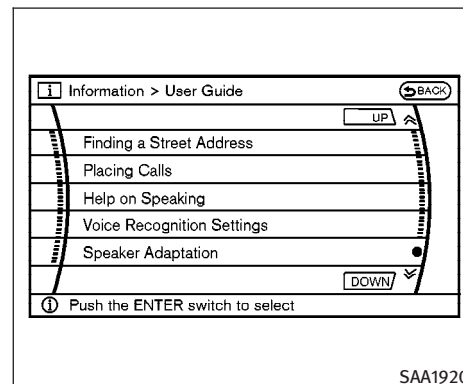 i Information > User Guide BACK
UP
Finding a Street Address
Placing Calls
Help on Speaking
Voice Recognition Settings
Speaker Adaptation
DOWN
i Push the ENTER switch to select